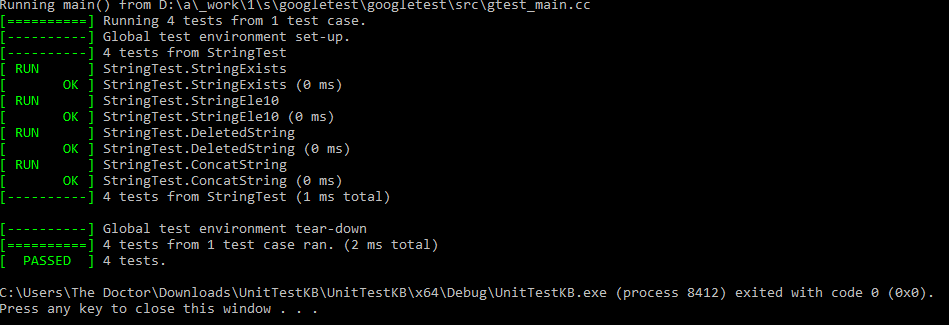 Running main() from D:\a\_work\1\s\googletest\googletest\src\gtest_main.cc
[==========] Running 4 tests from 1 test case.
[----------] Global test environment set-up.
[----------] 4 tests from StringTest
[ RUN      ] StringTest.StringExists
[       OK ] StringTest.StringExists (0 ms)
[ RUN      ] StringTest.StringEle10
[       OK ] StringTest.StringEle10 (0 ms)
[ RUN      ] StringTest.DeletedString
[       OK ] StringTest.DeletedString (0 ms)
[ RUN      ] StringTest.ConcatString
[       OK ] StringTest.ConcatString (0 ms)
[----------] 4 tests from StringTest (1 ms total)
[----------] Global test environment tear-down
[==========] 4 tests from 1 test case ran. (2 ms total)
[  PASSED  ] 4 tests.
C:\Users\The Doctor\Downloads\UnitTestKB\UnitTestKB\x64\Debug\UnitTestKB.exe (process 8412) exited with code 0 (0x0).
Press any key to close this window . . .